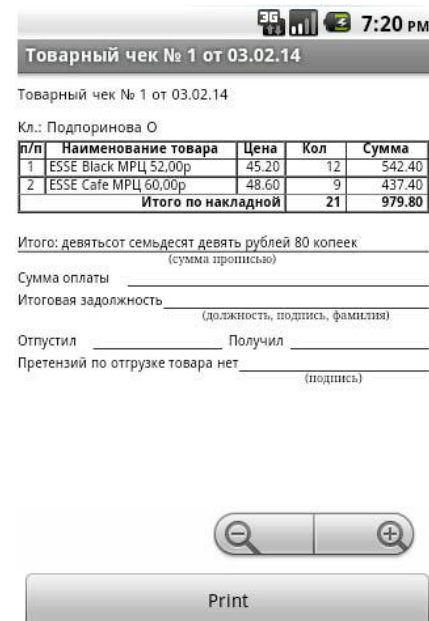 3G 7:20 PM
Товарный чек № 1 от 03.02.14
Товарный чек № 1 от 03.02.14
Кл.: Подпоринова О
п/п Наименование товара Цена Кол Сумма
1 ESSE Black МРЦ 52,00р 45.20 12 542.40
2 ESSE Cafe МРЦ 60,00р 48.60 9 437.40
Итого по накладной 21 979.80
Итого: девятьсот семьдесят девять рублей 80 копеек
(сумма прописью)
Сумма оплаты
Итоговая задолжность
(должность, подпись, фамилия)
Отпустил Получил
Претензий по отгрузке товара нет
(подпись)
Print